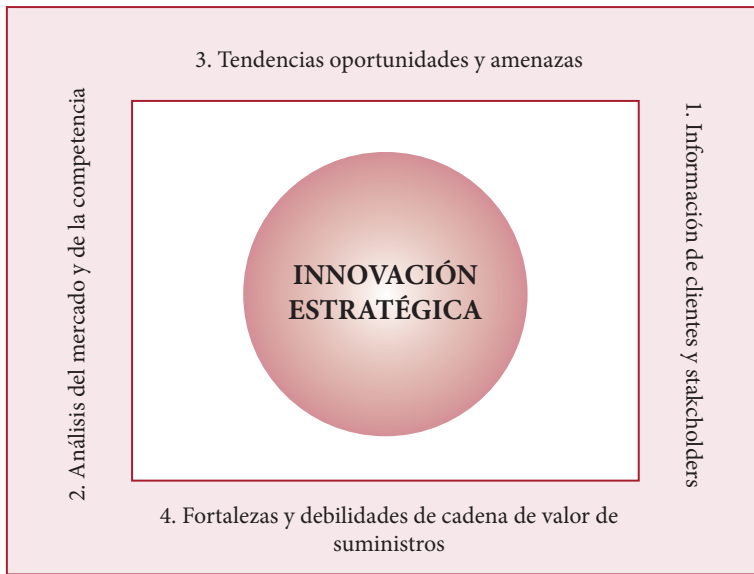 3. Tendencias oportunidades y amenazas
2. Análisis del mercado y de la competencia
INNOVACIÓN
ESTRATÉGICA
1. Información de clientes y stakcholders
4. Fortalezas y debilidades de cadena de valor de
suministros